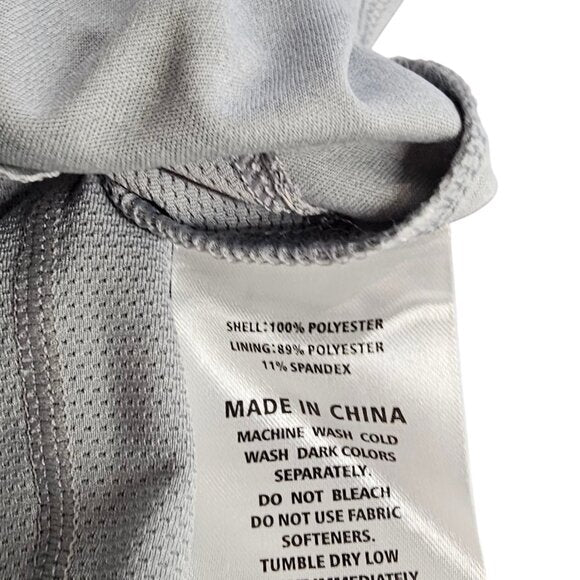 SHELL:100% POLYESTER
LINING:89% POLYESTER
11% SPANDEX
MADE IN CHINA
MACHINE WASH COLD
WASH DARK COLORS
SEPARATELY.
DO NOT BLEACH
DO NOT USE FABRIC
SOFTENERS.
TUMBLE DRY LOW
IMMEDIATELY